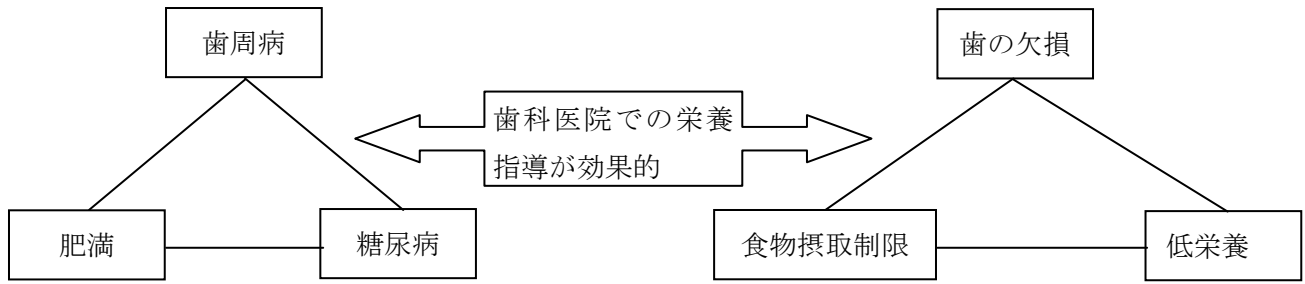 歯周病
歯の欠損
歯科医院での栄養
指導が効果的
肥満
糖尿病
食物摂取制限
低栄養